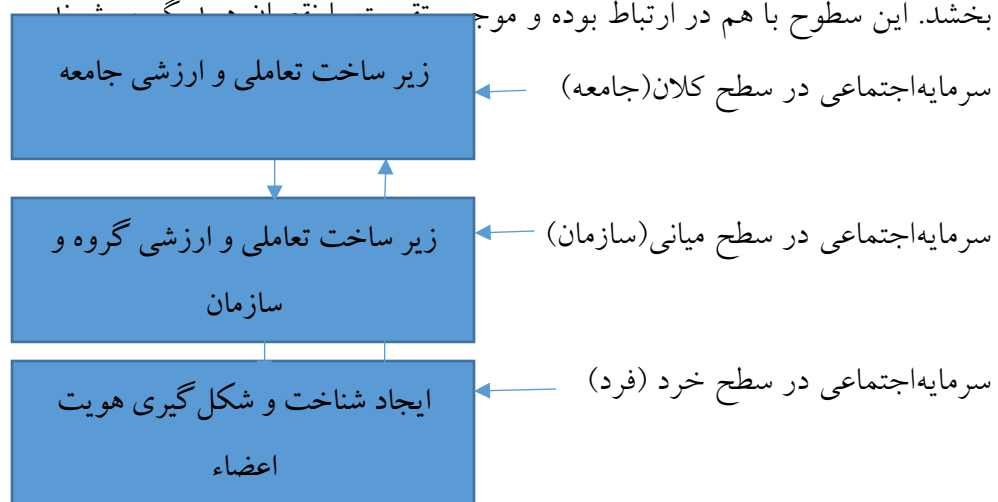 بخشد. این سطوح با هم در ارتباط بوده و موجب
زیر ساخت تعاملی و ارزشی جامعه
سرمایه‌اجتماعی در سطح کلان(جامعه)
زیر ساخت تعاملی و ارزشی گروه و
سازمان
سرمایه‌اجتماعی در سطح میانی(سازمان)
ایجاد شناخت و شکل‌گیری هویت
اعضاء
سرمایه‌اجتماعی در سطح خرد (فرد)